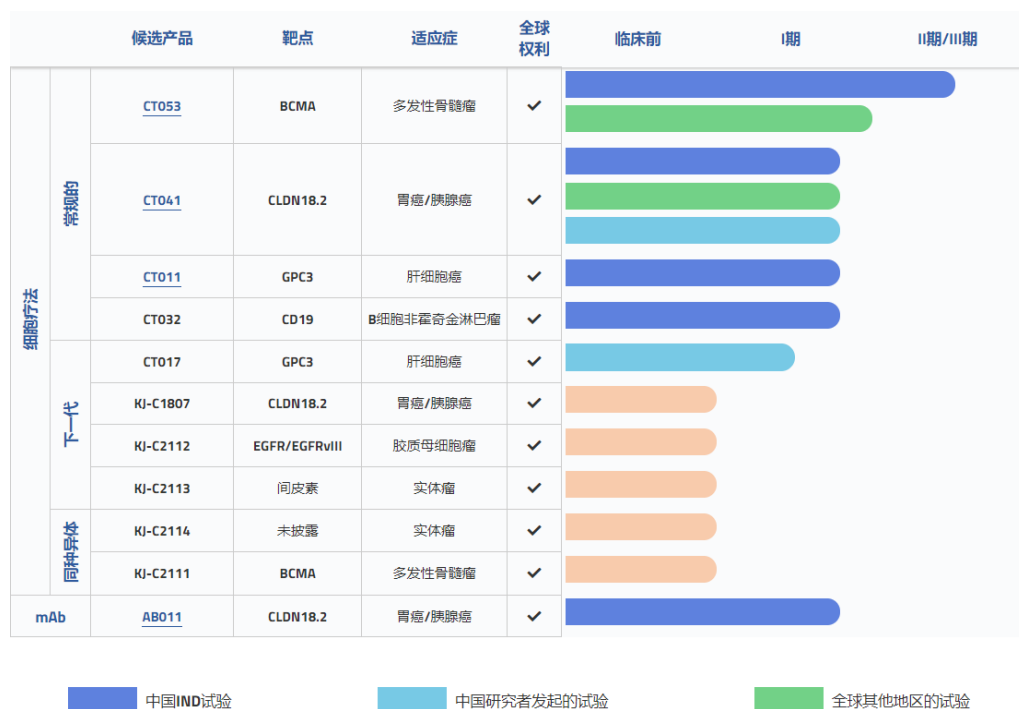 候选产品 靶点 适应症 全球权利 临床前 I期 II期/III期
细胞疗法
常规的
CT053 BCMA 多发性骨髓瘤 ✔
CT041 CLDN18.2 胃癌/胰腺癌 ✔
CT011 GPC3 肝细胞癌 ✔
CT032 CD19 B细胞非霍奇金淋巴瘤 ✔
下一代
CT017 GPC3 肝细胞癌 ✔
KJ-C1807 CLDN18.2 胃癌/胰腺癌 ✔
KJ-C2112 EGFR/EGFRvIII 胶质母细胞瘤 ✔
KJ-C2113 间皮素 实体瘤 ✔
同种异体
KJ-C2114 未披露 实体瘤 ✔
KJ-C2111 BCMA 多发性骨髓瘤 ✔
mAb AB011 CLDN18.2 胃癌/胰腺癌 ✔
中国IND试验 中国研究者发起的试验 全球其他地区的试验